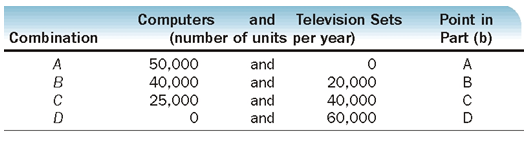 Computers and Television Sets Point in
Combination (number of units per year) Part (b)
A 50,000 and 0 A
B 40,000 and 20,000 B
C 25,000 and 40,000 C
D 0 and 60,000 D